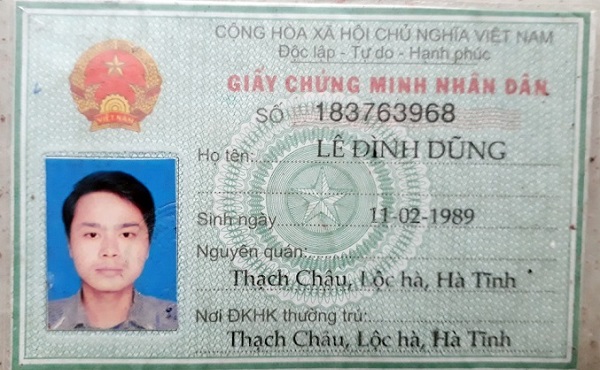 CỘNG HÒA XÃ HỘI CHỦ NGHĨA VIỆT NAM
Độc lập - Tự do - Hạnh phúc
GIẤY CHỨNG MINH NHÂN DÂN
SỐ 183763968
Họ tên LÊ ĐÌNH DŨNG
Sinh ngày 11-02-1989
Nguyên quán: Thạch Châu, Lộc hà, Hà Tĩnh
Nơi ĐKHK thường trú:
Thạch Châu, Lộc hà, Hà Tĩnh
VIỆT NAM